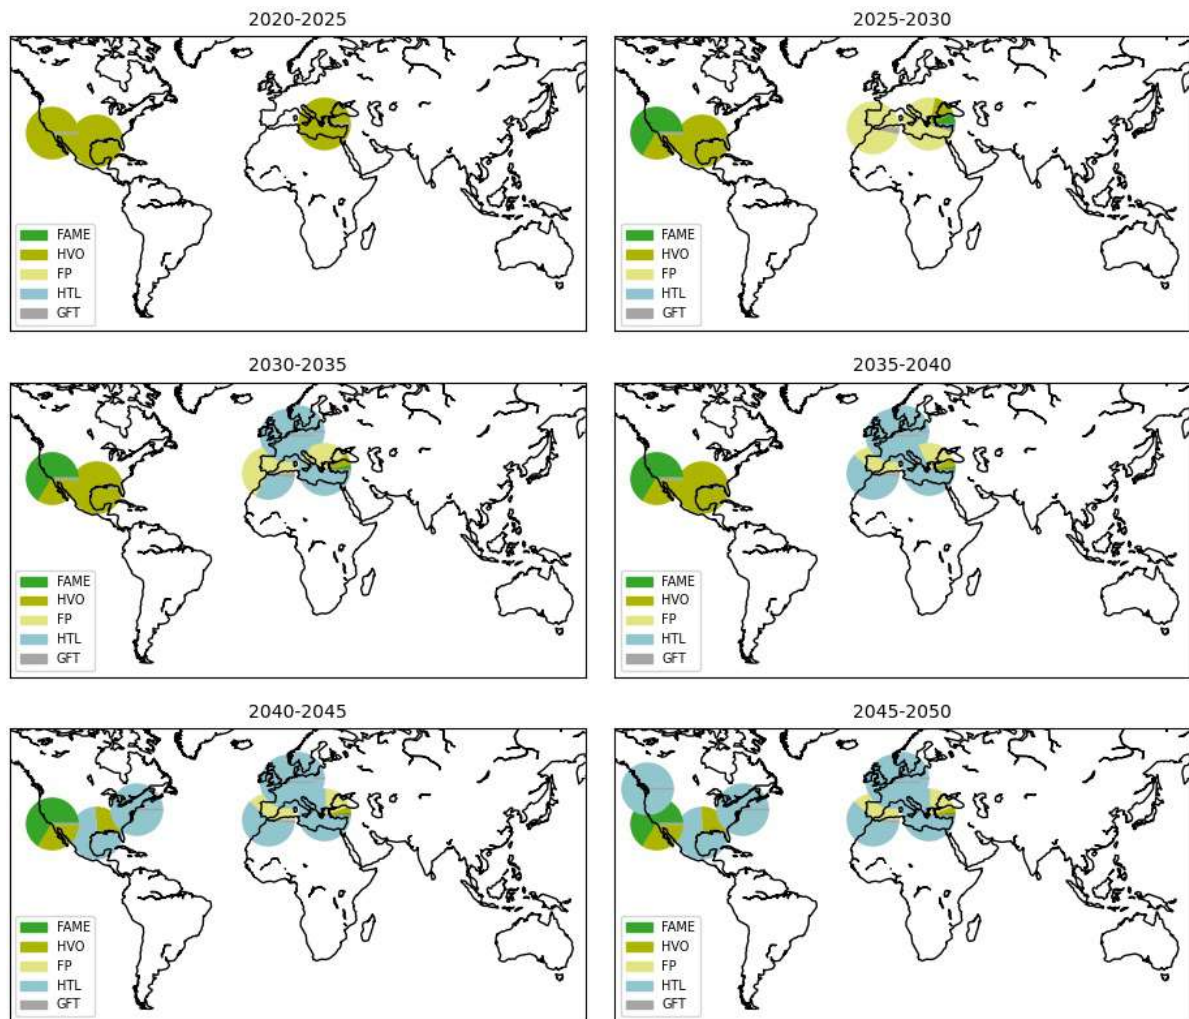 2020-2025
FAME
HVO
FP
HTL
GFT
2025-2030
FAME
HVO
FP
HTL
GFT
2030-2035
FAME
HVO
FP
HTL
GFT
2035-2040
FAME
HVO
FP
HTL
GFT
2040-2045
FAME
HVO
FP
HTL
GFT
2045-2050
FAME
HVO
FP
HTL
GFT